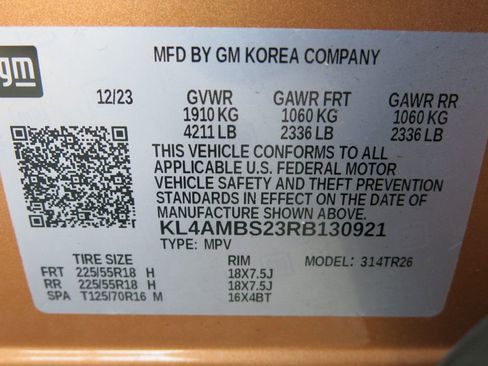 gm
MFD BY GM KOREA COMPANY
12/23 GVWR GAWR FRT GAWR RR
1910 KG 1060 KG 1060 KG
4211 LB 2336 LB 2336 LB
THIS VEHICLE CONFORMS TO ALL
APPLICABLE U.S. FEDERAL MOTOR
VEHICLE SAFETY AND THEFT PREVENTION
STANDARDS IN EFFECT ON THE DATE OF
MANUFACTURE SHOWN ABOVE.
KL4AMBS23RB130921
TYPE: MPV
TIRE SIZE RIM MODEL: 314TR26
FRT 225/55R18 H 18X7.5J
RR 225/55R18 H 18X7.5J
SPA T125/70R16 M 16X4BT